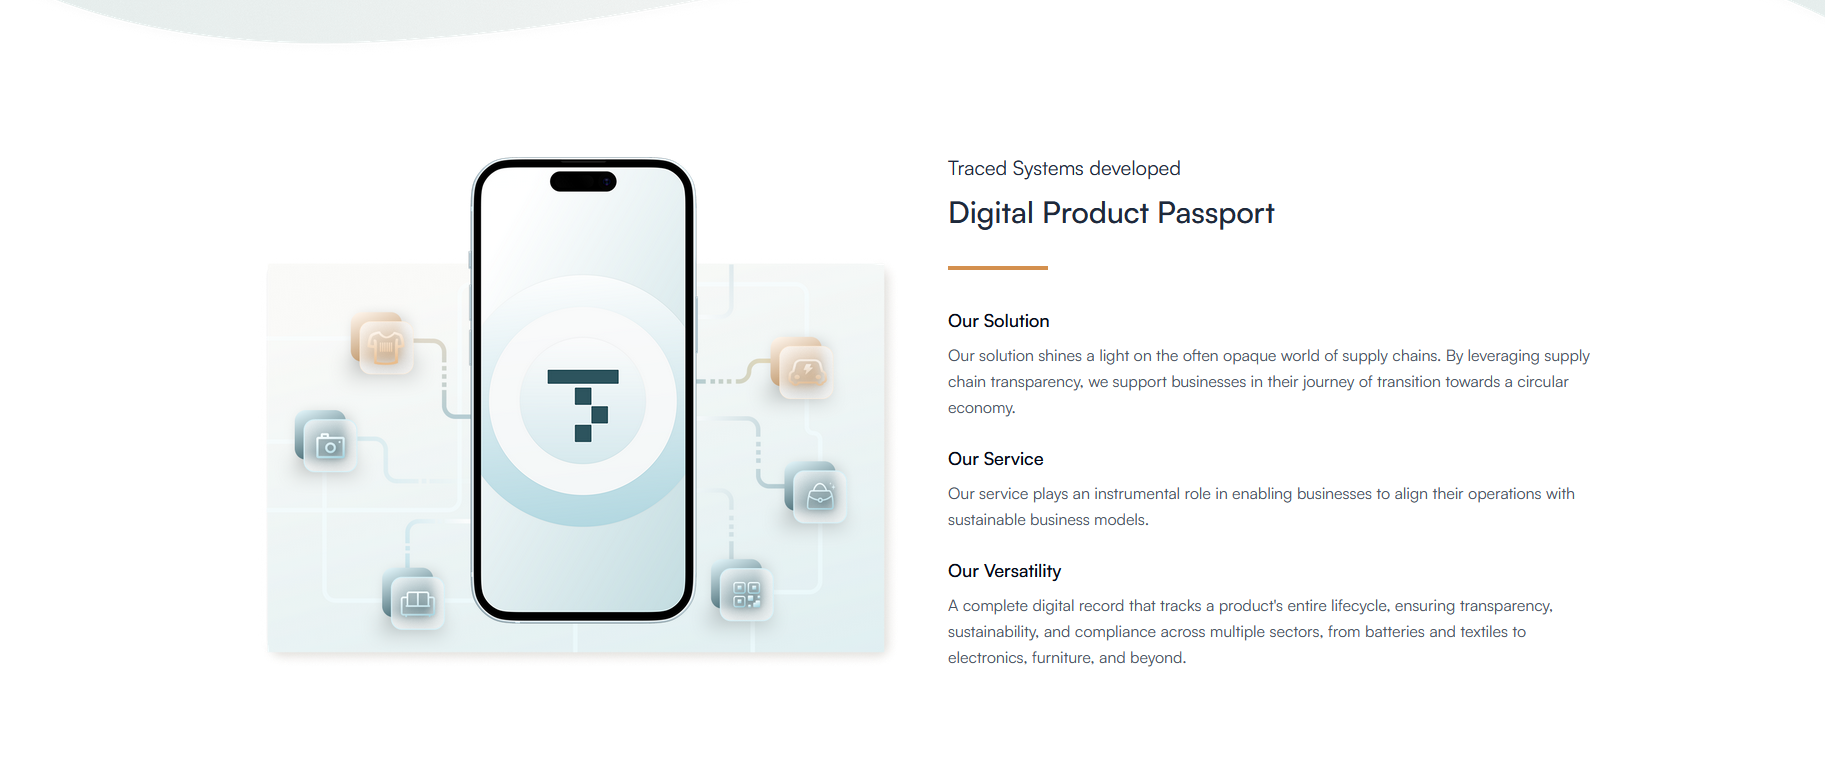 Traced Systems developed
Digital Product Passport
Our Solution
Our solution shines a light on the often opaque world of supply chains. By leveraging supply
chain transparency, we support businesses in their journey of transition towards a circular
economy.
Our Service
Our service plays an instrumental role in enabling businesses to align their operations with
sustainable business models.
Our Versatility
A complete digital record that tracks a product's entire lifecycle, ensuring transparency,
sustainability, and compliance across multiple sectors, from batteries and textiles to
electronics, furniture, and beyond.